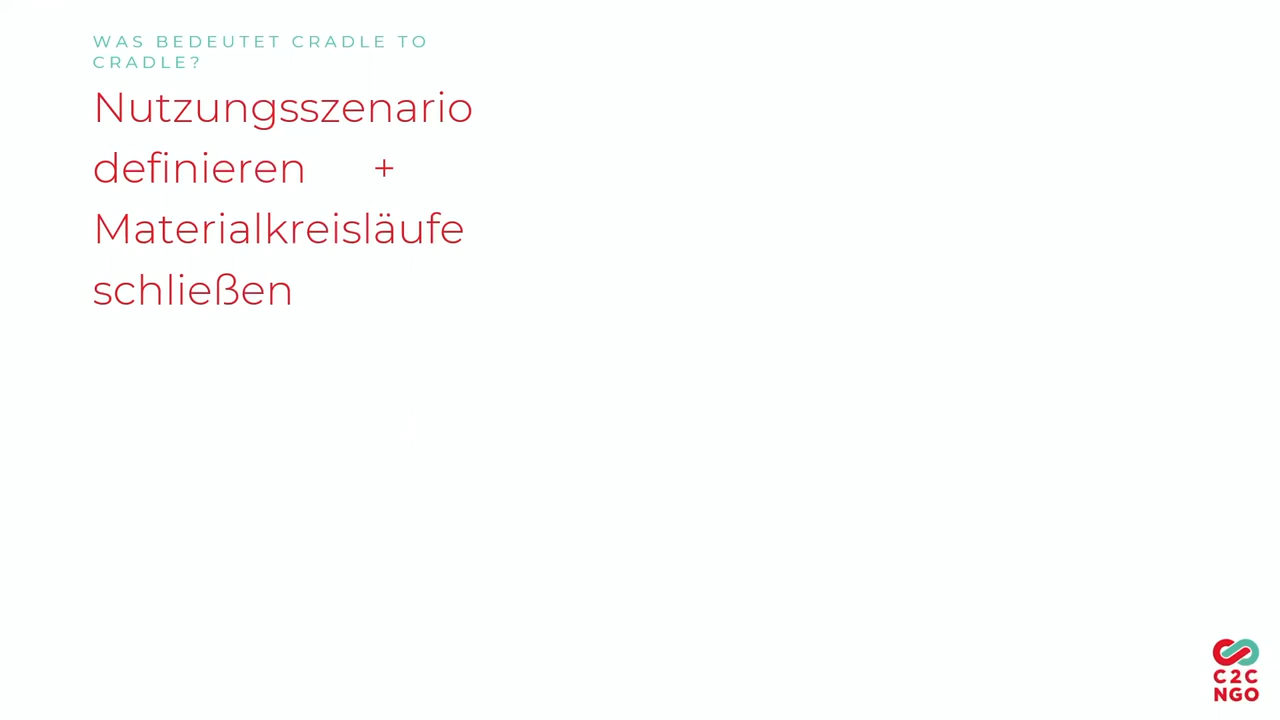 WAS BEDEUTET CRADLE TO
CRADLE?
Nutzungsszenario
definieren +
Materialkreisläufe
schließen
C2C
NGO